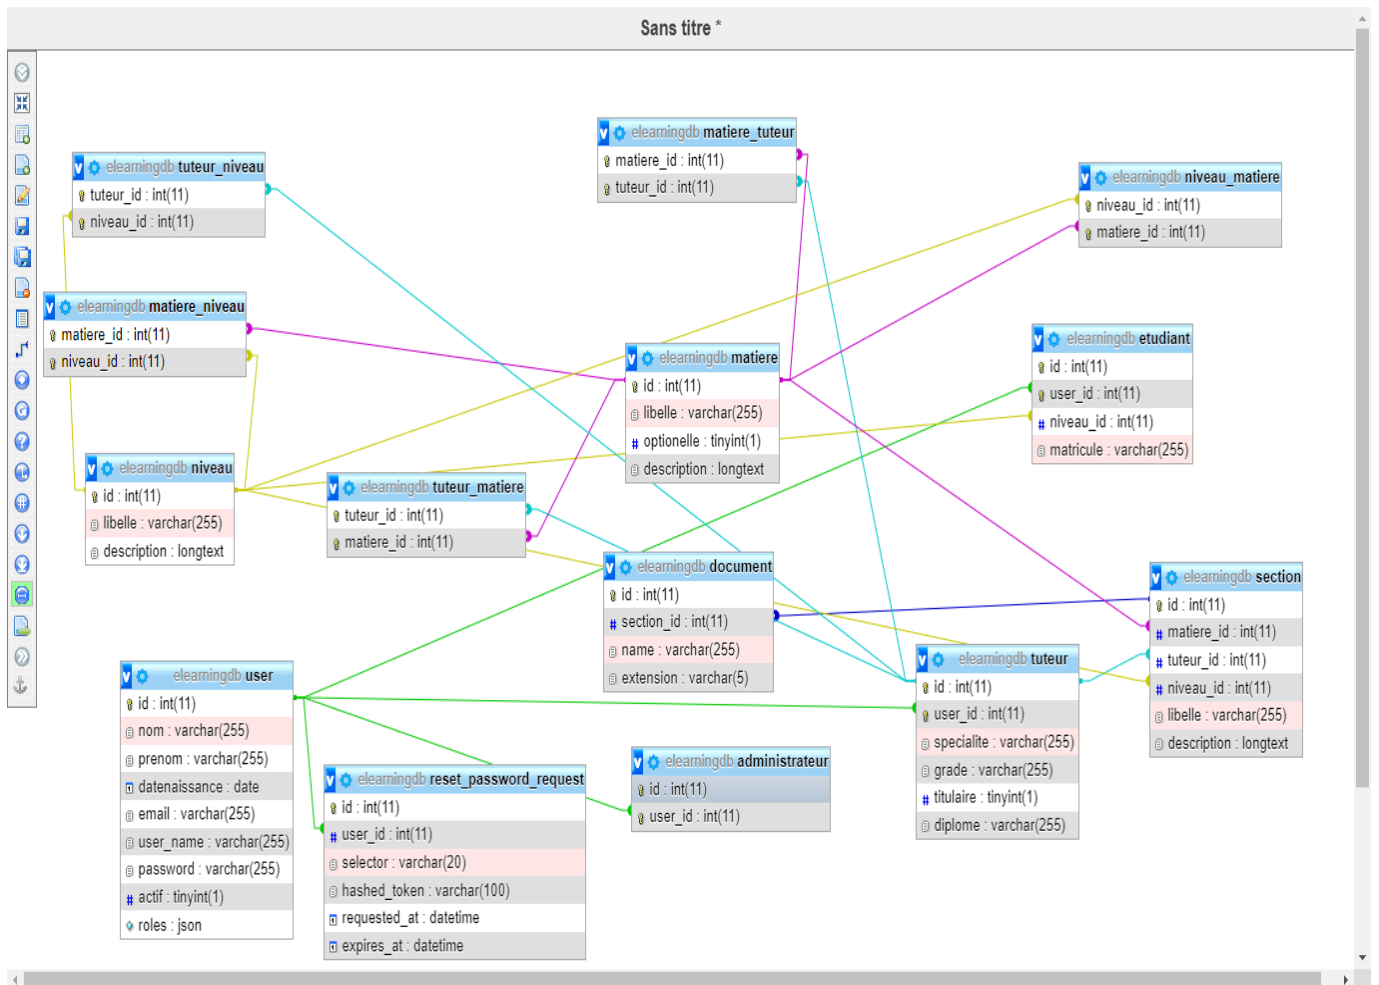 Sans titre *
elearningdb matiere_tuteur
matiere_id : int(11)
tuteur_id : int(11)
elearningdb tuteur_niveau
tuteur_id : int(11)
niveau_id : int(11)
elearningdb niveau_matiere
niveau_id : int(11)
matiere_id : int(11)
elearningdb matiere_niveau
matiere_id : int(11)
niveau_id : int(11)
elearningdb matiere
id : int(11)
libelle : varchar(255)
optionelle : tinyint(1)
description : longtext
elearningdb etudiant
id : int(11)
user_id : int(11)
niveau_id : int(11)
matricule : varchar(255)
elearningdb niveau
id : int(11)
libelle : varchar(255)
description : longtext
elearningdb tuteur_matiere
tuteur_id : int(11)
matiere_id : int(11)
elearningdb document
id : int(11)
section_id : int(11)
name : varchar(255)
extension : varchar(5)
elearningdb section
id : int(11)
matiere_id : int(11)
tuteur_id : int(11)
niveau_id : int(11)
libelle : varchar(255)
description : longtext
elearningdb user
id : int(11)
nom : varchar(255)
prenom : varchar(255)
datenaissance : date
email : varchar(255)
user_name : varchar(255)
password : varchar(255)
actif : tinyint(1)
roles : json
elearningdb tuteur
id : int(11)
user_id : int(11)
specialite : varchar(255)
grade : varchar(255)
titulaire : tinyint(1)
diplome : varchar(255)
elearningdb reset_password_request
id : int(11)
user_id : int(11)
selector : varchar(20)
hashed_token : varchar(100)
requested_at : datetime
expires_at : datetime
elearningdb administrateur
id : int(11)
user_id : int(11)